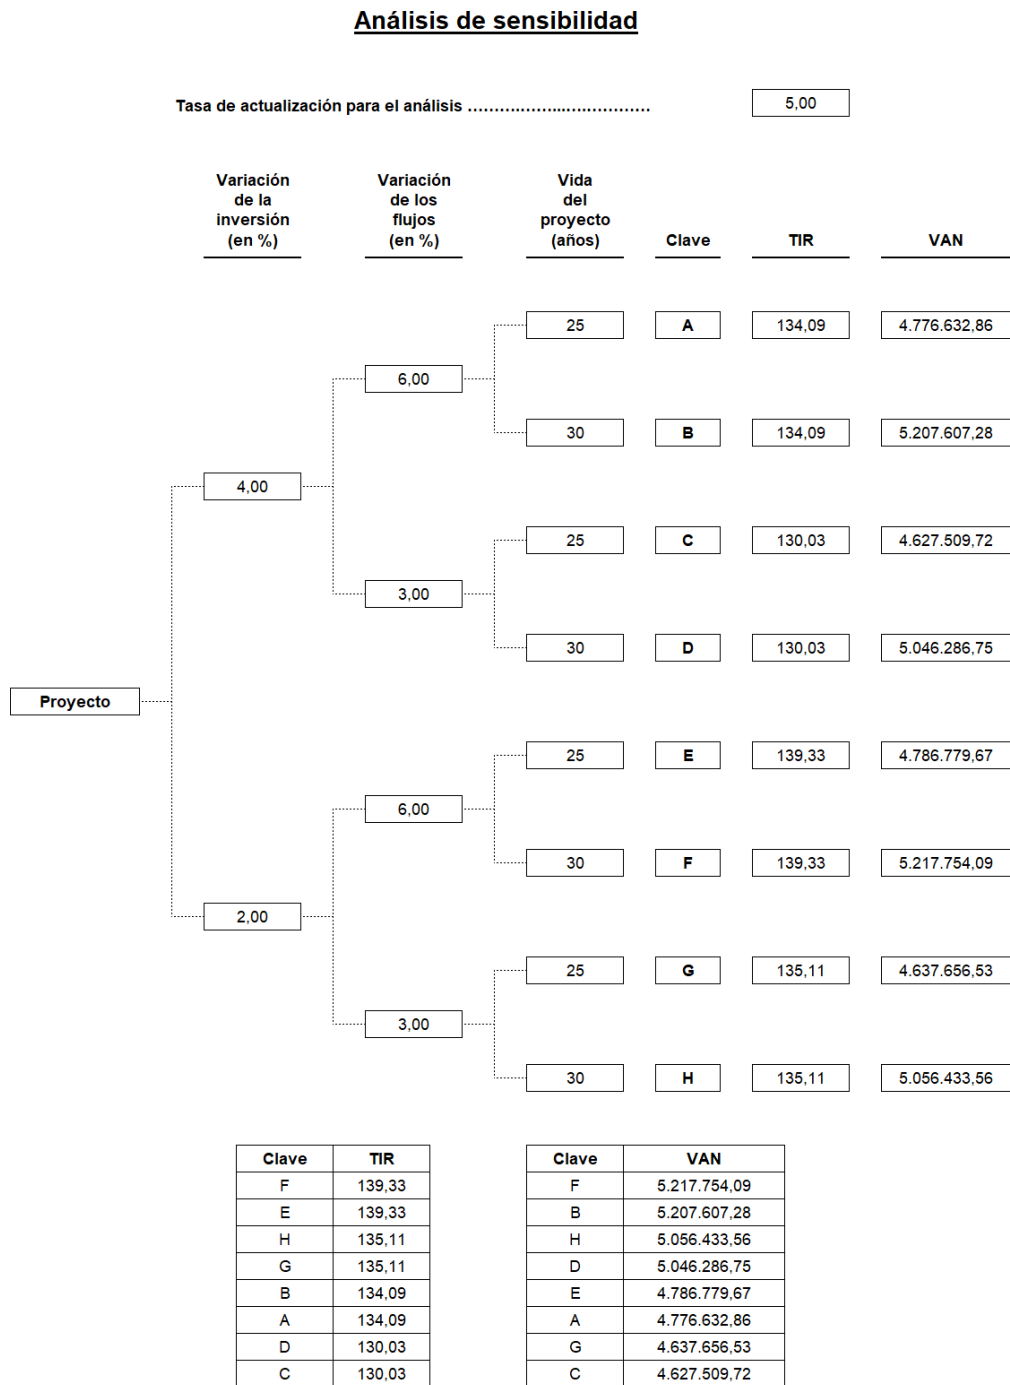 Análisis de sensibilidad
Tasa de actualización para el análisis ……….……...….………… 5,00
Variación de la inversión (en %)
Variación de los flujos (en %)
Vida del proyecto (años)
Clave
TIR
VAN
25 A 134,09 4.776.632,86
6,00
30 B 134,09 5.207.607,28
4,00
25 C 130,03 4.627.509,72
3,00
30 D 130,03 5.046.286,75
Proyecto
25 E 139,33 4.786.779,67
6,00
30 F 139,33 5.217.754,09
2,00
25 G 135,11 4.637.656,53
3,00
30 H 135,11 5.056.433,56
Clave TIR
F 139,33
E 139,33
H 135,11
G 135,11
B 134,09
A 134,09
D 130,03
C 130,03
Clave VAN
F 5.217.754,09
B 5.207.607,28
H 5.056.433,56
D 5.046.286,75
E 4.786.779,67
A 4.776.632,86
G 4.637.656,53
C 4.627.509,72